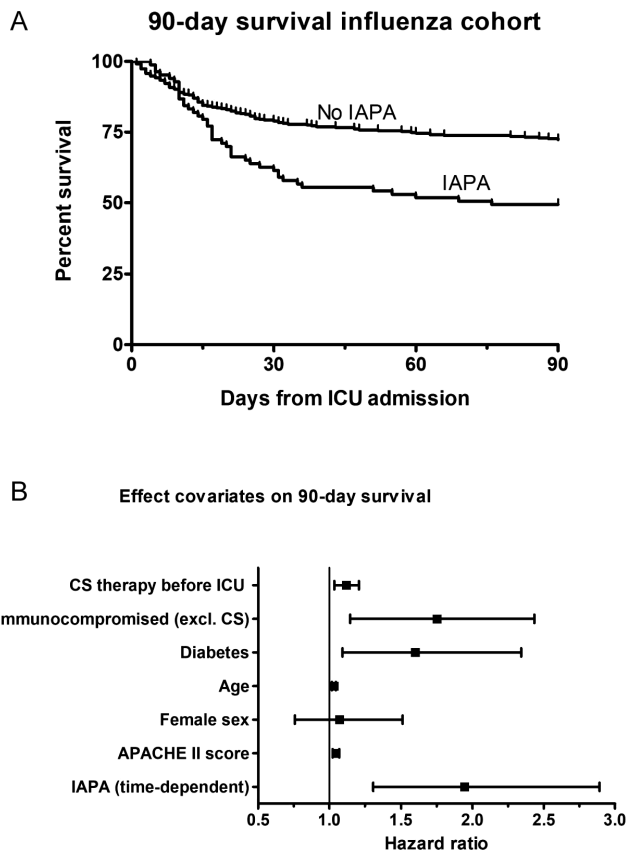 A
90-day survival influenza cohort
Percent survival
100
75
50
25
0
No IAPA
IAPA
0 30 60 90
Days from ICU admission
B
Effect covariates on 90-day survival
CS therapy before ICU
mmunocompromised (excl. CS)
Diabetes
Age
Female sex
APACHE II score
IAPA (time-dependent)
0.5 1.0 1.5 2.0 2.5 3.0
Hazard ratio